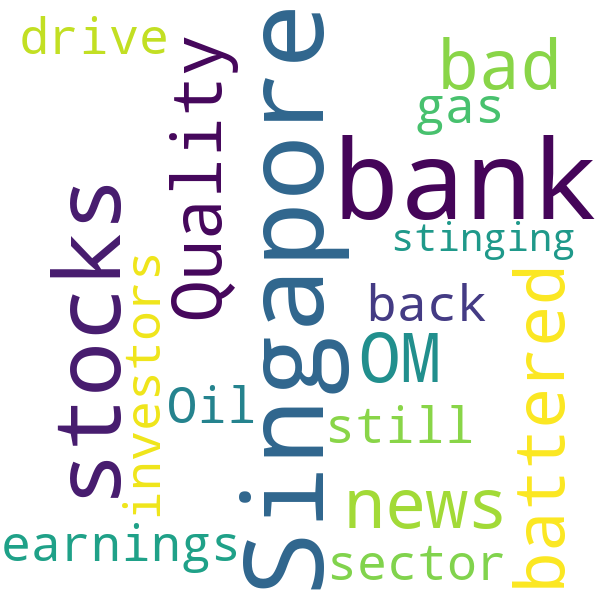 drive
Quality
Singapore
bad
gas
bank
stinging
stocks
investors
back
battered
OM
Oil
still
news
earnings
sector